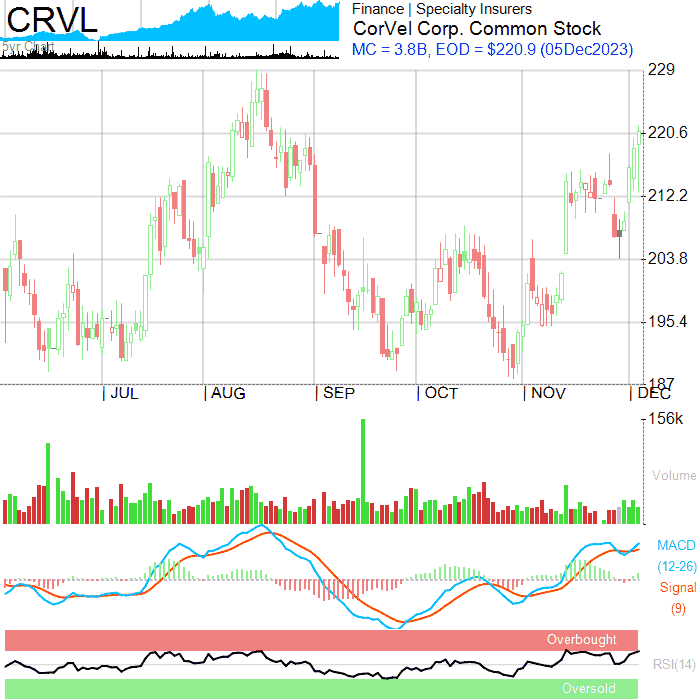 CRVL
5yr Chart
Finance | Specialty Insurers
CorVel Corp. Common Stock
MC = 3.8B, EOD = $220.9 (05Dec2023)
229
220.6
212.2
203.8
195.4
187
| JUL | AUG | SEP | OCT | NOV | DEC
156k
Volume
MACD
(12-26)
Signal
(9)
Overbought
RSI(14)
Oversold